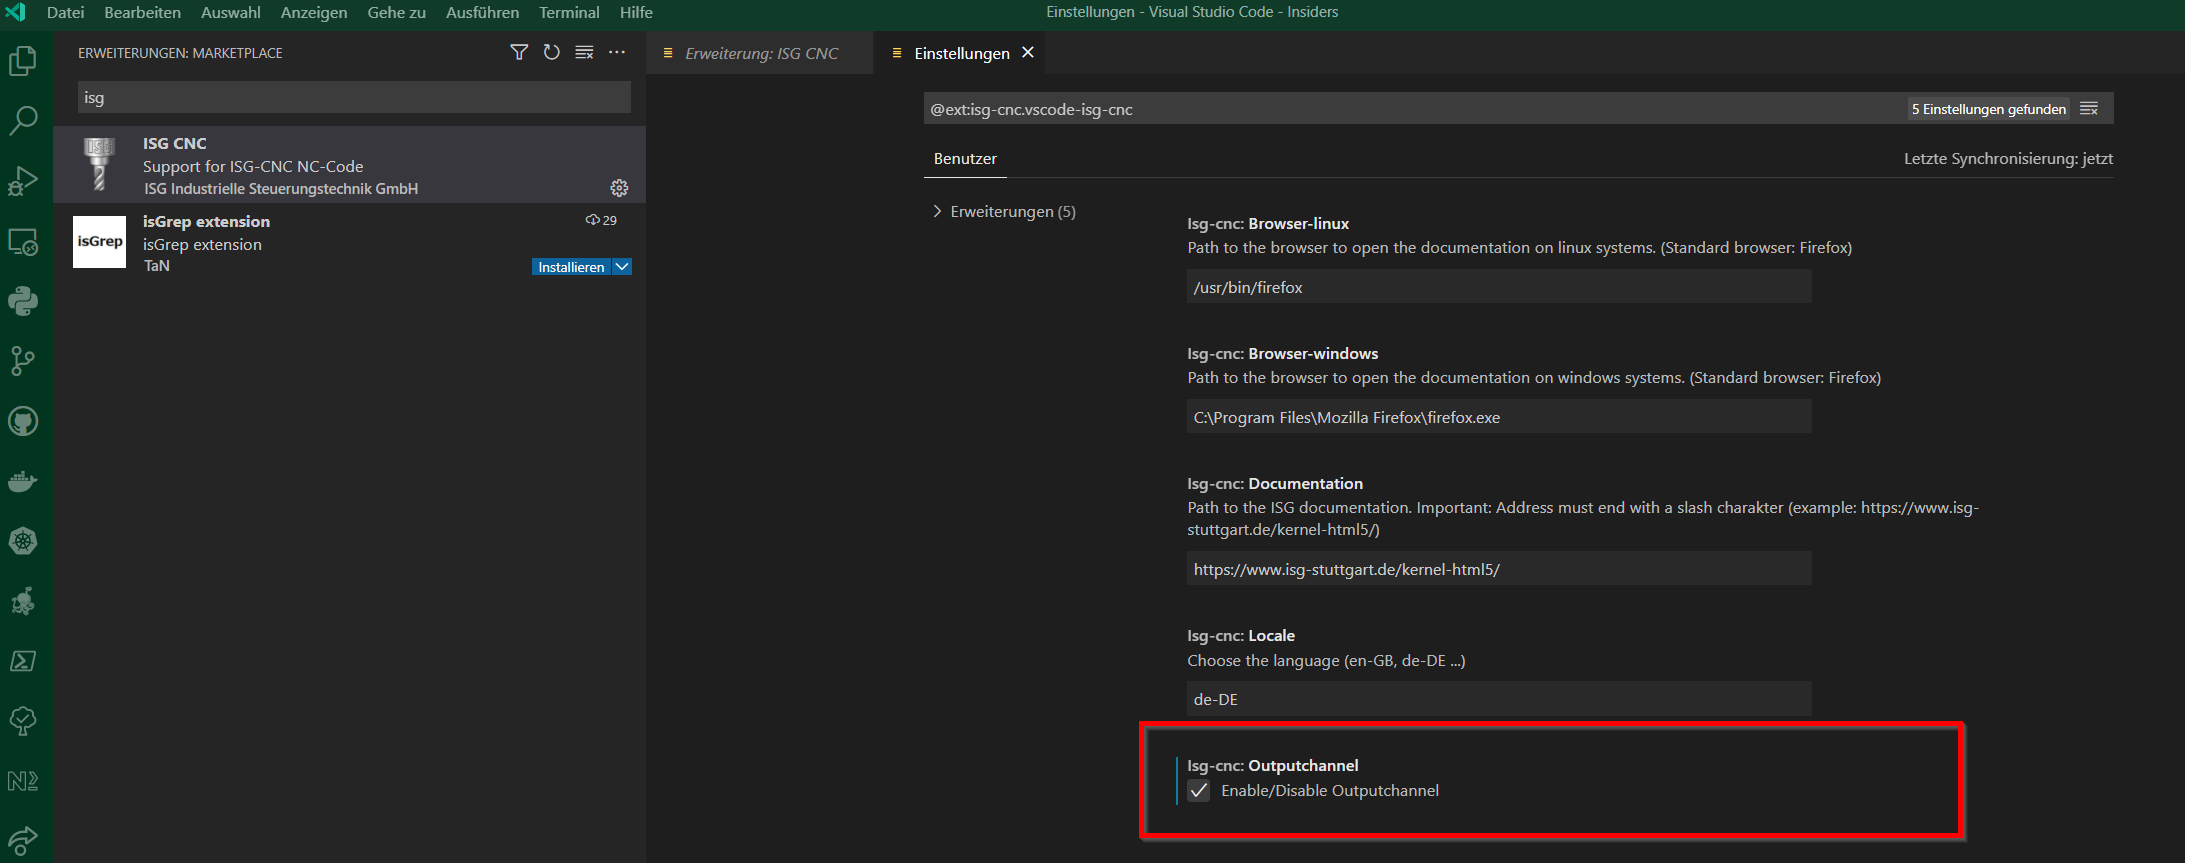 Datei Bearbeiten Auswahl Anzeigen Gehe zu Ausführen Terminal Hilfe
Einstellungen - Visual Studio Code - Insiders
ERWEITERUNGEN: MARKETPLACE
isg
ISG CNC
Support for ISG-CNC NC-Code
ISG Industrielle Steuerungstechnik GmbH
isGrep
isGrep extension
29
isGrep extension
TaN
Installieren
Erweiterung: ISG CNC
Einstellungen
@ext:isg-cnc.vscode-isg-cnc
5 Einstellungen gefunden
Benutzer
Letzte Synchronisierung: jetzt
Erweiterungen (5)
Isg-cnc: Browser-linux
Path to the browser to open the documentation on linux systems. (Standard browser: Firefox)
/usr/bin/firefox
Isg-cnc: Browser-windows
Path to the browser to open the documentation on windows systems. (Standard browser: Firefox)
C:\Program Files\Mozilla Firefox\firefox.exe
Isg-cnc: Documentation
Path to the ISG documentation. Important: Address must end with a slash charakter (example: https://www.isg-
stuttgart.de/kernel-html5/)
https://www.isg-stuttgart.de/kernel-html5/
Isg-cnc: Locale
Choose the language (en-GB, de-DE ...)
de-DE
Isg-cnc: Outputchannel
Enable/Disable Outputchannel